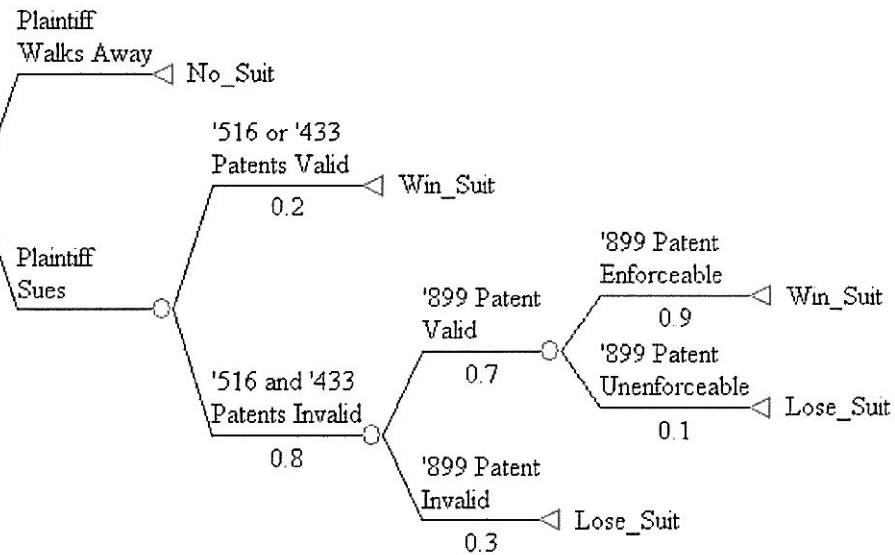 Plaintiff
Walks Away
No_Suit
'516 or '433
Patents Valid
0.2
Win_Suit
Plaintiff
Sues
'516 and '433
Patents Invalid
0.8
'899 Patent
Valid
0.7
'899 Patent
Enforceable
0.9
Win_Suit
'899 Patent
Unenforceable
0.1
Lose_Suit
'899 Patent
Invalid
0.3
Lose_Suit